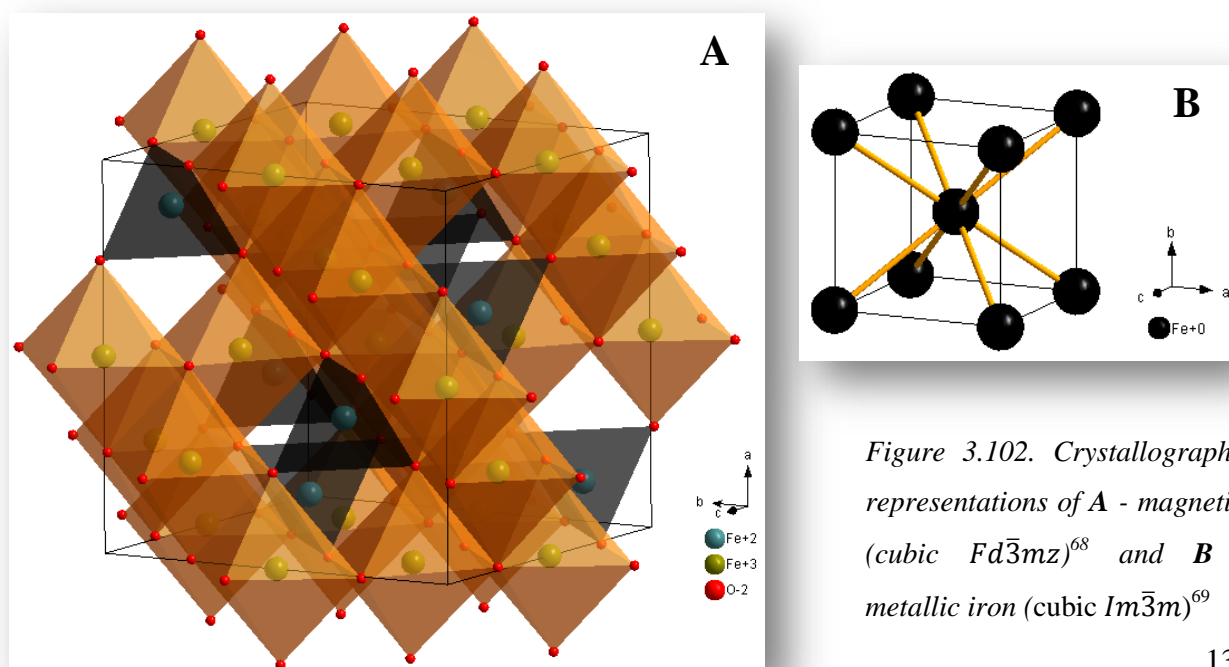 A
B
b
a
c
Fe+0
a
b
c
Fe+2
Fe+3
O-2
Figure 3.102. Crystallograph
representations of A - magneti
(cubic Fd3̅mz)⁶⁸ and B
metallic iron (cubic Im3̅m)⁶⁹
13